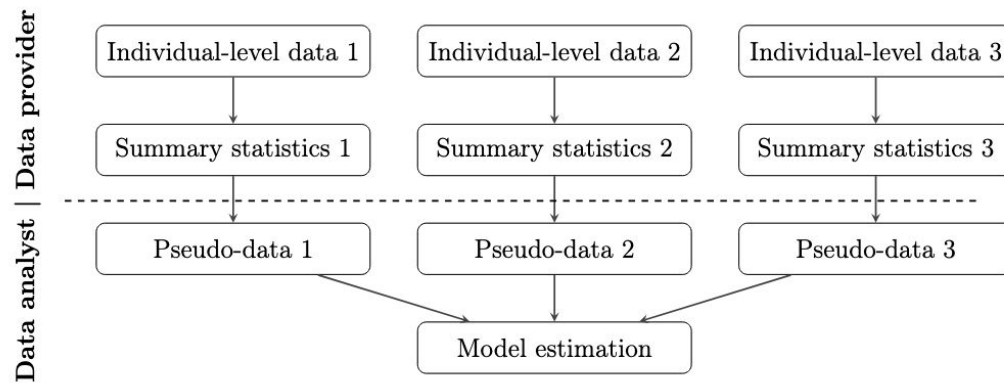 Individual-level data 1
Individual-level data 2
Individual-level data 3
Summary statistics 1
Summary statistics 2
Summary statistics 3
Pseudo-data 1
Pseudo-data 2
Pseudo-data 3
Model estimation
Data analyst | Data provider